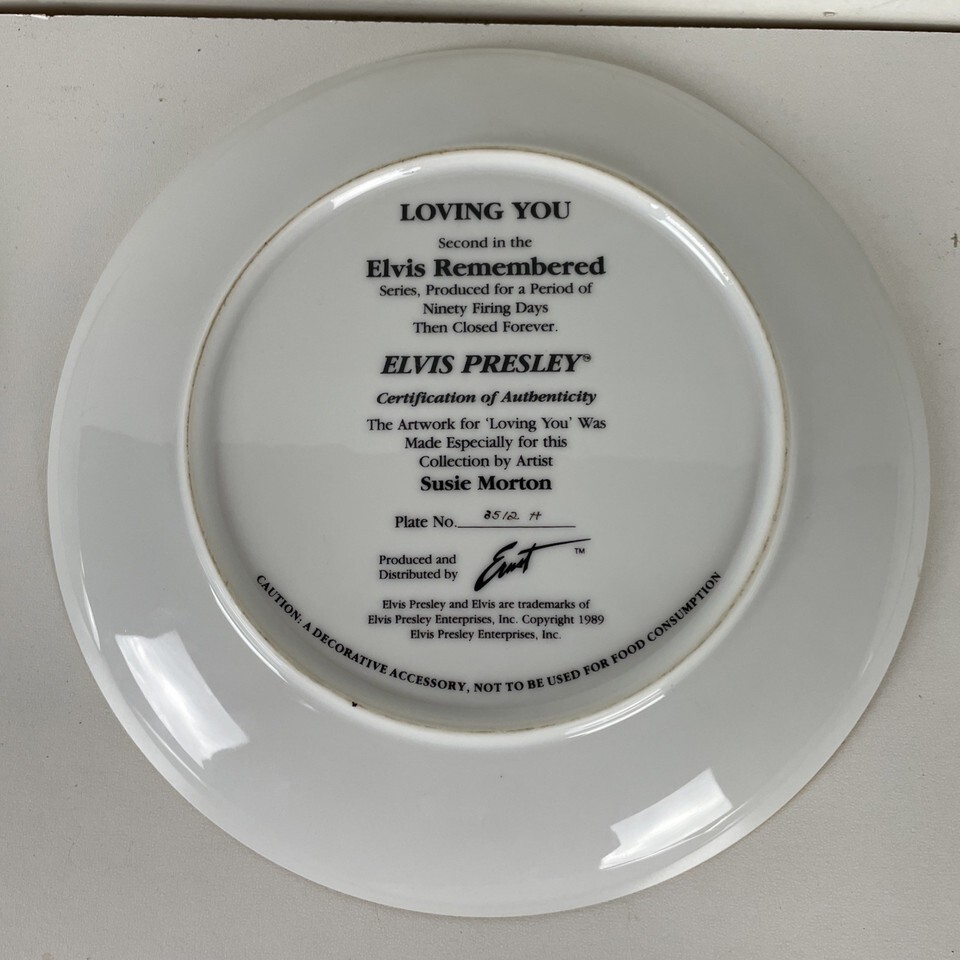 LOVING YOU
Second in the
Elvis Remembered
Series, Produced for a Period of
Ninety Firing Days
Then Closed Forever.
ELVIS PRESLEY
Certification of Authenticity
The Artwork for 'Loving You' Was
Made Especially for this
Collection by Artist
Susie Morton
Plate No. 3512 H
Produced and
Distributed by Ernst™
Elvis Presley and Elvis are trademarks of
Elvis Presley Enterprises, Inc. Copyright 1989
Elvis Presley Enterprises, Inc.
CAUTION: A DECORATIVE ACCESSORY, NOT TO BE USED FOR FOOD CONSUMPTION